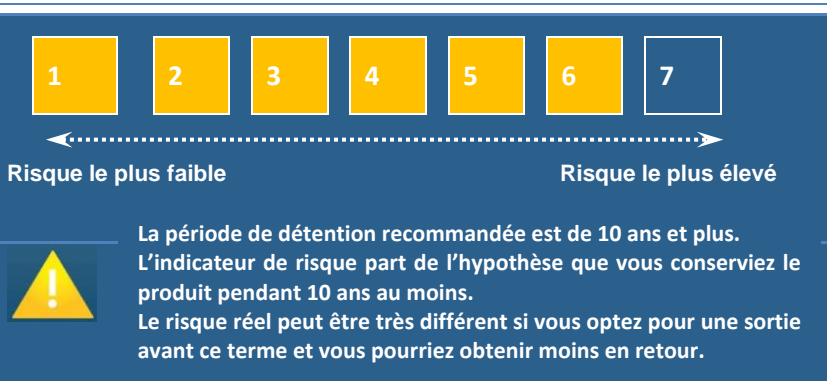 1 2 3 4 5 6 7
Risque le plus faible Risque le plus élevé
La période de détention recommandée est de 10 ans et plus.
L’indicateur de risque part de l’hypothèse que vous conserviez le
produit pendant 10 ans au moins.
Le risque réel peut être très différent si vous optez pour une sortie
avant ce terme et vous pourriez obtenir moins en retour.